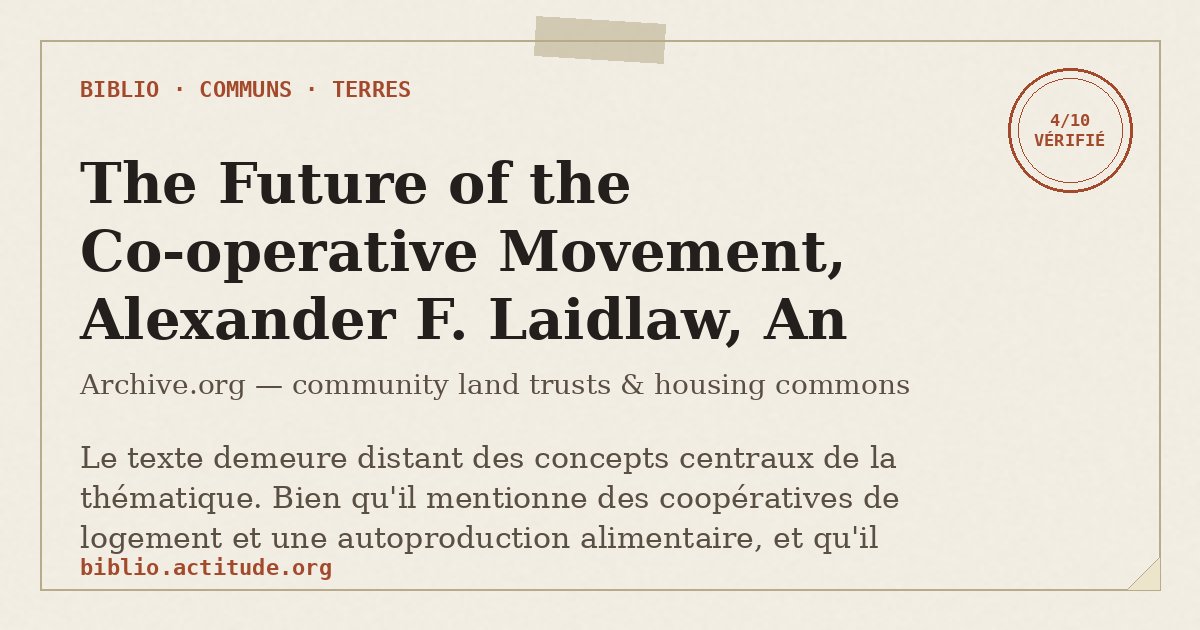 BIBLIO · COMMUNS · TERRES
4/10
VÉRIFIÉ
The Future of the
Co-operative Movement,
Alexander F. Laidlaw, An
Archive.org — community land trusts & housing commons
Le texte demeure distant des concepts centraux de la
thématique. Bien qu'il mentionne des coopératives de
logement et une autoproduction alimentaire, et qu'il
biblio.actitude.org